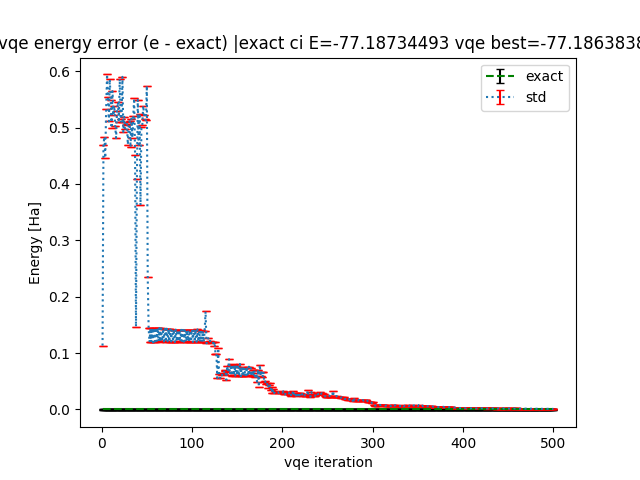 vqe energy error (e - exact) |exact ci E=-77.18734493 vqe best=-77.1863838
exact
std
0.6
0.5
0.4
0.3
0.2
0.1
0.0
Energy [Ha]
0 100 200 300 400 500
vqe iteration